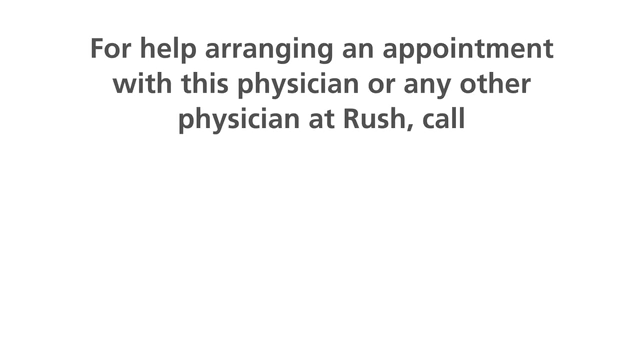 For help arranging an appointment
with this physician or any other
physician at Rush, call